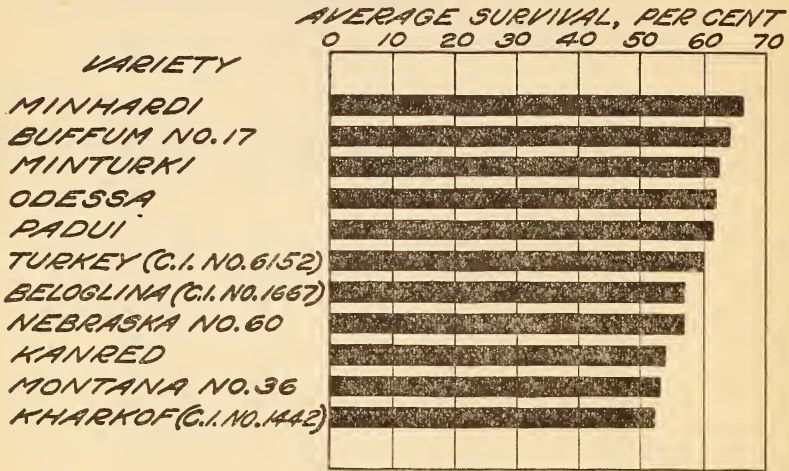 AVERAGE SURVIVAL, PER CENT
0 10 20 30 40 50 60 70
VARIETY
MINHARDI
BUFFUM NO.17
MINTURKI
ODESSA
PADUI
TURKEY (C.I. NO. 6152)
BELOGLINA (C.I. NO. 1667)
NEBRASKA NO. 60
KANRED
MONTANA NO. 36
KHARKOF (C.I. NO. 1442)